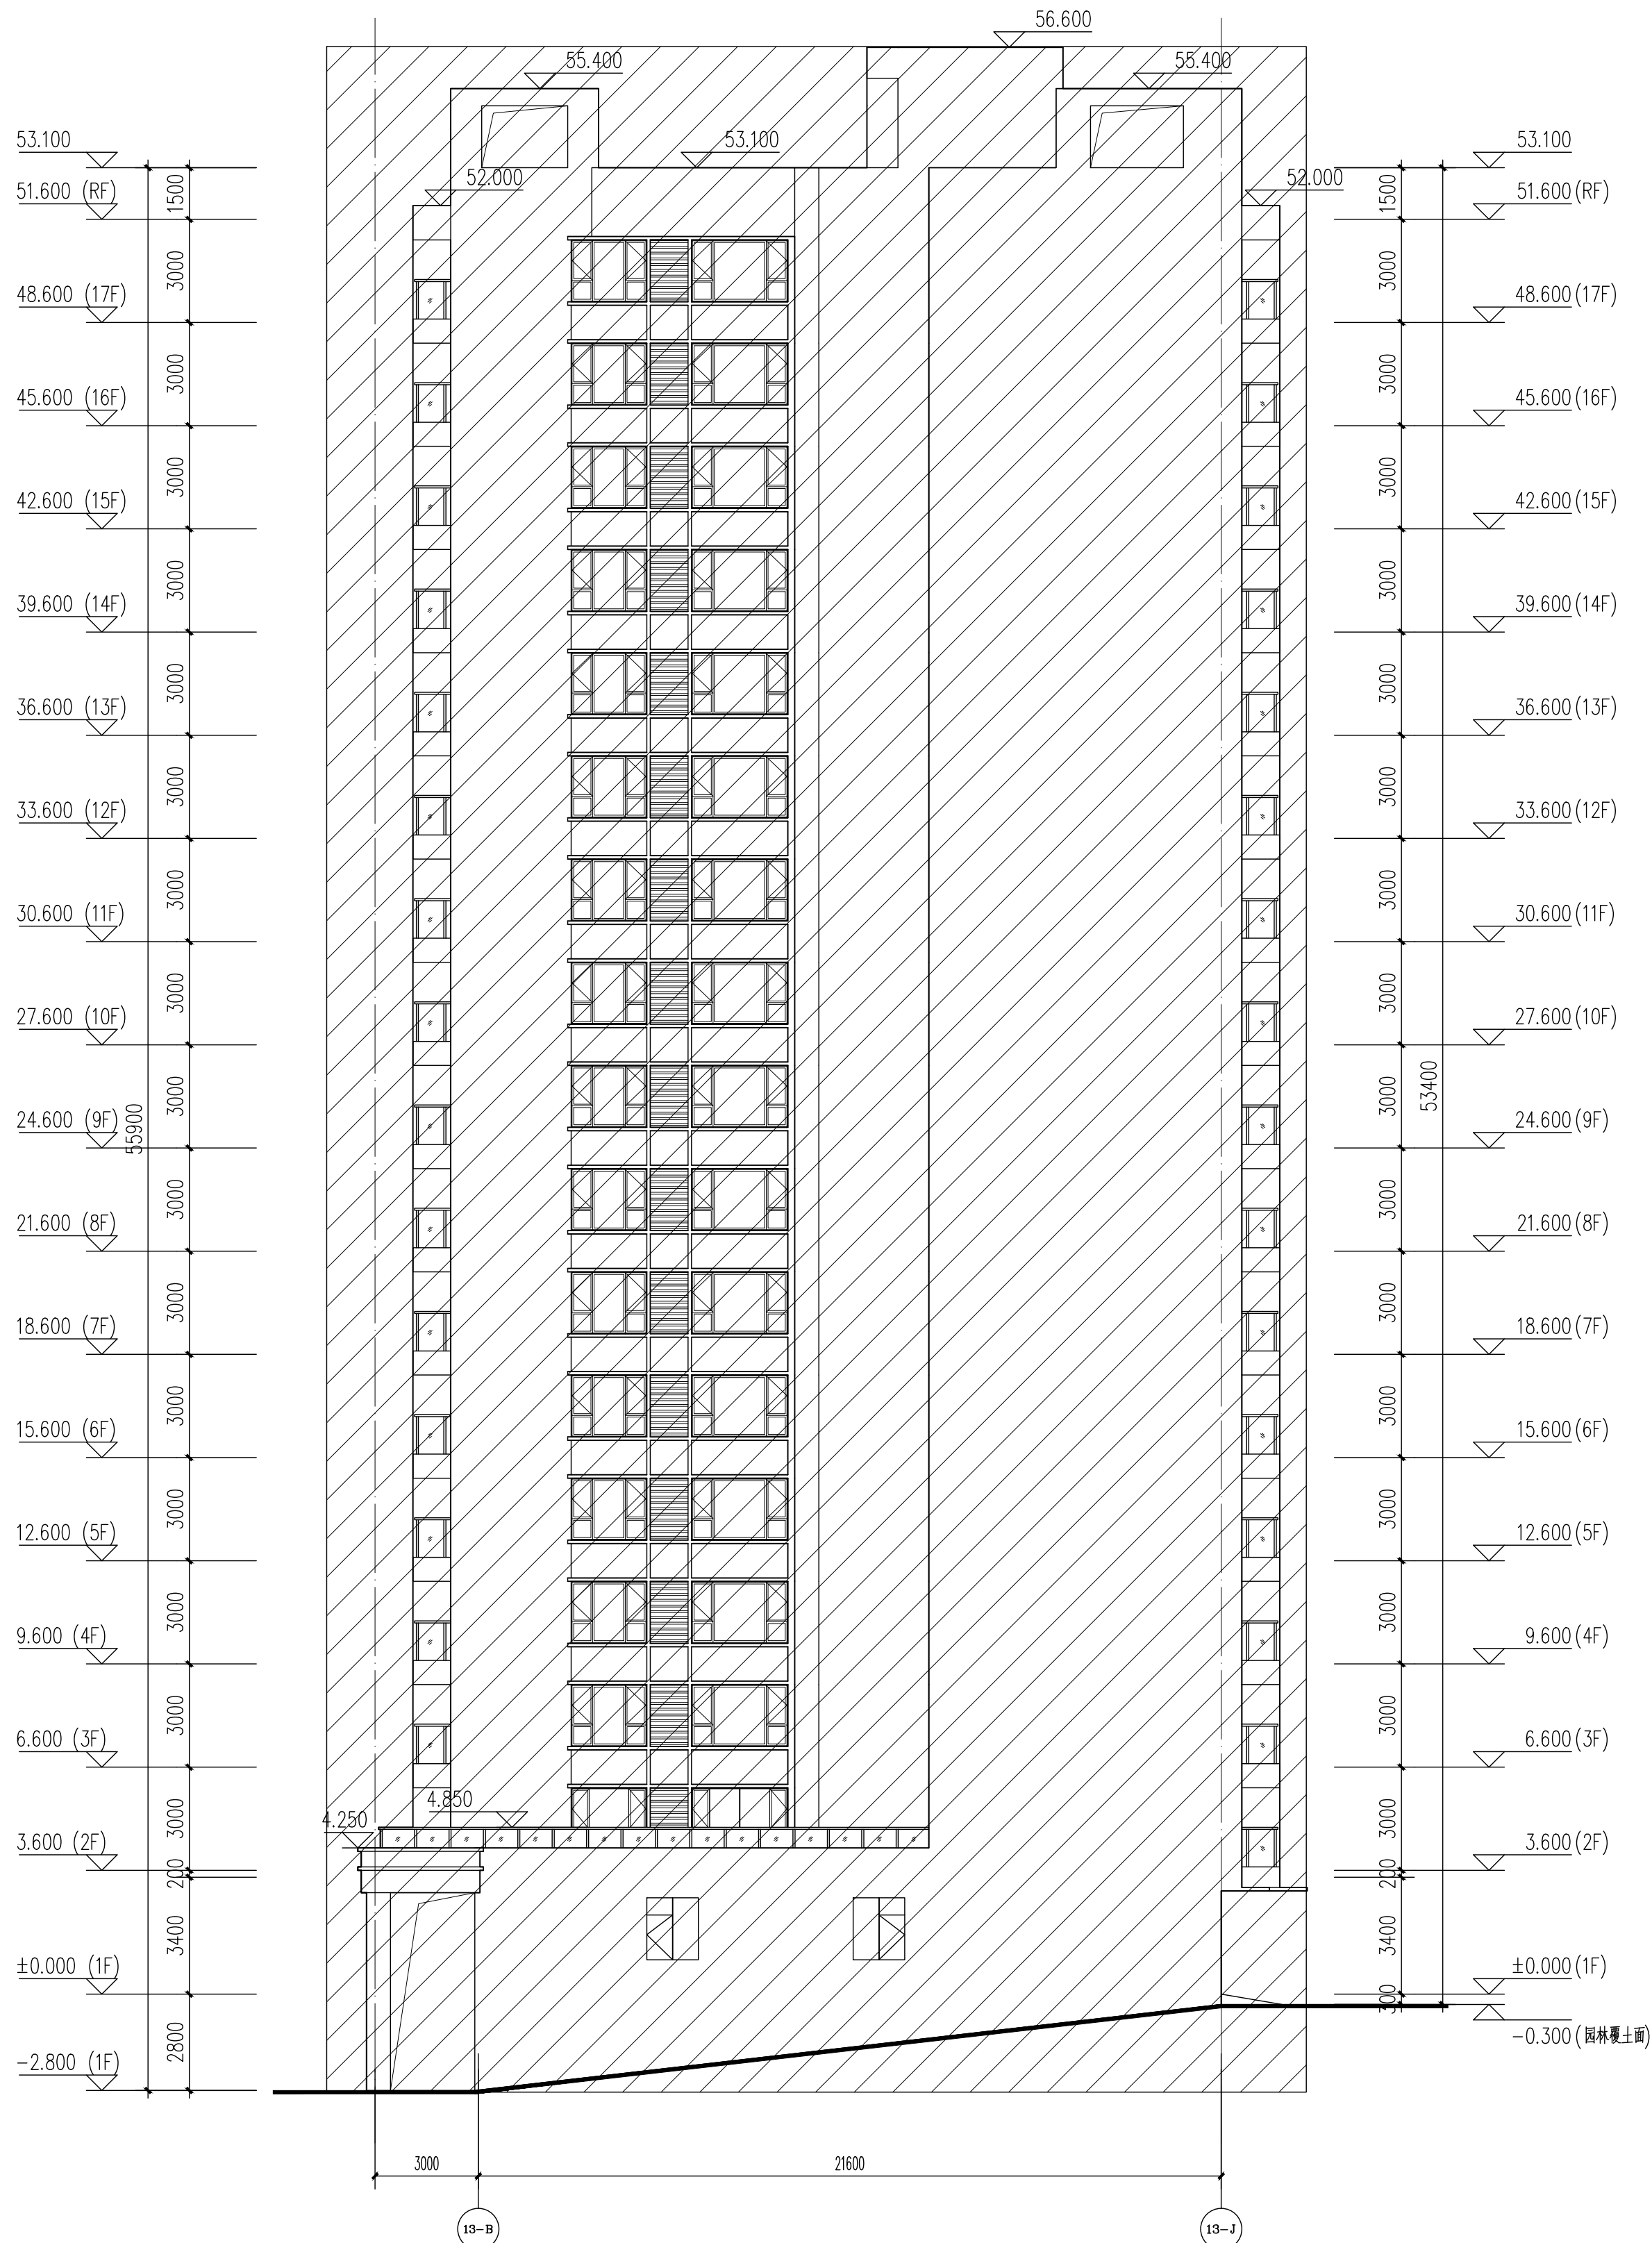 56.600
55.400
55.400
53.100
53.100
53.100
52.000
52.000
51.600 (RF)
51.600 (RF)
1500
1500
3000
3000
48.600 (17F)
48.600 (17F)
3000
3000
45.600 (16F)
45.600 (16F)
3000
3000
42.600 (15F)
42.600 (15F)
3000
3000
39.600 (14F)
39.600 (14F)
3000
3000
36.600 (13F)
36.600 (13F)
3000
3000
33.600 (12F)
33.600 (12F)
3000
3000
30.600 (11F)
30.600 (11F)
3000
3000
27.600 (10F)
27.600 (10F)
3000
3000
55900
53400
24.600 (9F)
24.600 (9F)
3000
3000
21.600 (8F)
21.600 (8F)
3000
3000
18.600 (7F)
18.600 (7F)
3000
3000
15.600 (6F)
15.600 (6F)
3000
3000
12.600 (5F)
12.600 (5F)
3000
3000
9.600 (4F)
9.600 (4F)
3000
3000
6.600 (3F)
6.600 (3F)
4.850
4.250
3000
3000
3.600 (2F)
3.600 (2F)
200
200
3400
3400
±0.000 (1F)
±0.000 (1F)
300
-0.300 (园林覆土面)
2800
-2.800 (1F)
3000
21600
13-B
13-J